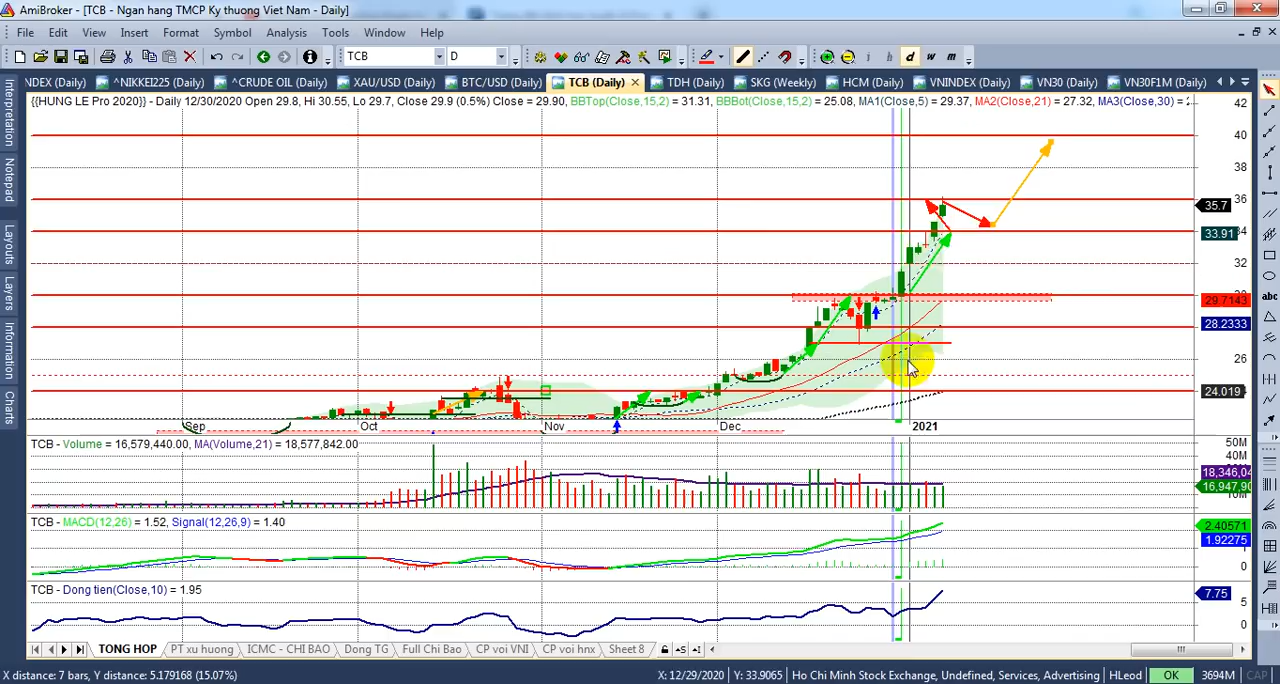 AmiBroker - [TCB - Ngan hang TMCP Ky thuong Viet Nam - Daily]
File Edit View Insert Format Symbol Analysis Tools Window Help
TCB D i h d w m
NDEX (Daily) ^NIKKEI225 (Daily) ^CRUDE OIL (Daily) XAU/USD (Daily) BTC/USD (Daily) TCB (Daily) TDH (Daily) SKG (Weekly) HCM (Daily) VNINDEX (Daily) VN30 (Daily) VN30F1M (Daily)
{{HUNG LE Pro 2020}} - Daily 12/30/2020 Open 29.8, Hi 30.55, Lo 29.7, Close 29.9 (0.5%) Close = 29.90, BBTop(Close,15,2) = 31.31, BBBot(Close,15,2) = 25.08, MA1(Close,5) = 29.37, MA2(Close,21) = 27.32, MA3(Close,30) =
Interpretation
Notepad
Layouts
Layers
Information
Charts
42
40
38
36
35.7
33.91
32
29.7143
28.2333
26
24.019
Sep Oct Nov Dec 2021
TCB - Volume = 16,579,440.00, MA(Volume,21) = 18,577,842.00
50M
40M
18,346,04
16,947,90
TCB - MACD(12,26) = 1.52, Signal(12,26,9) = 1.40
2.40571
1.92275
0
TCB - Dong tien(Close,10) = 1.95
7.75
5
0
abc
TONG HOP PT xu huong ICMC - CHI BAO Dong TG Full Chi Bao CP voi VNI CP voi hnx Sheet 8
X distance: 7 bars, Y distance: 5.179168 (15.07%) X: 12/29/2020 Y: 33.9065 Ho Chi Minh Stock Exchange, Undefined, Services, Advertising HLeod OK 3694M CAP